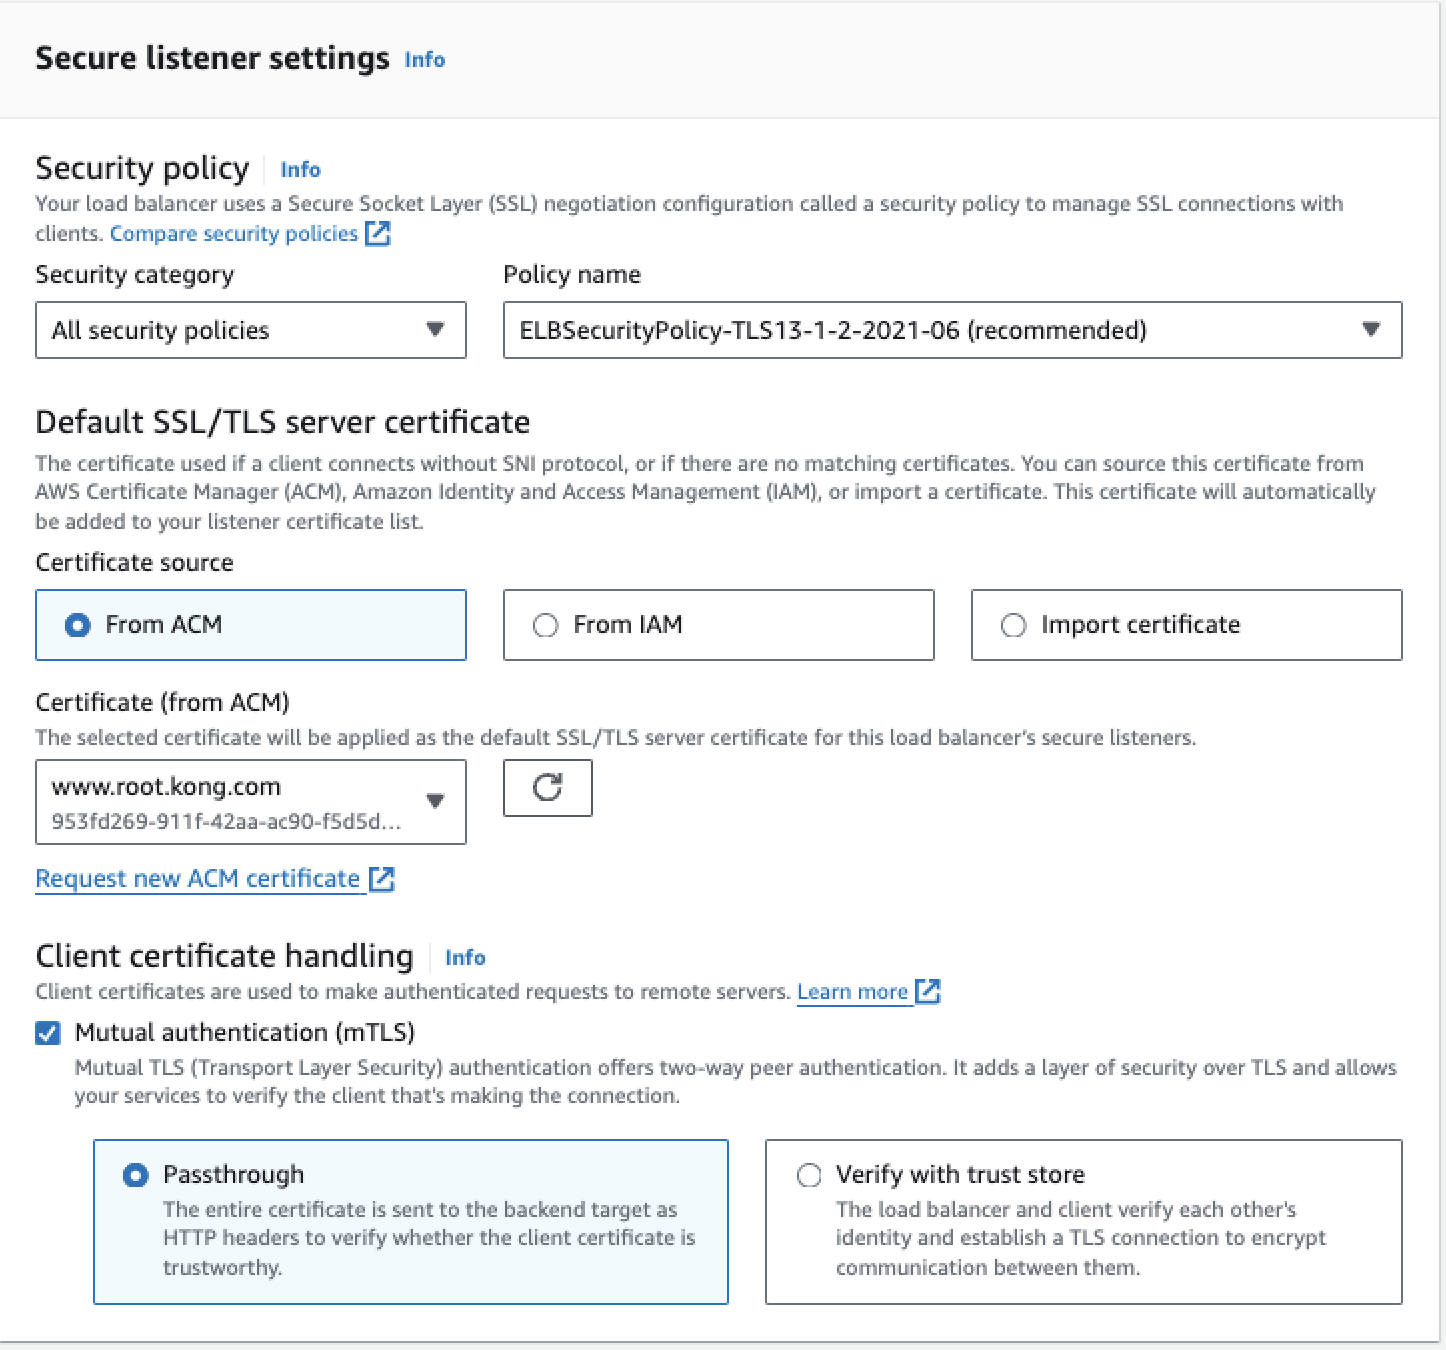 Secure listener settings Info
Security policy Info
Your load balancer uses a Secure Socket Layer (SSL) negotiation configuration called a security policy to manage SSL connections with
clients. Compare security policies
Security category Policy name
All security policies ELBSecurityPolicy-TLS13-1-2-2021-06 (recommended)
Default SSL/TLS server certificate
The certificate used if a client connects without SNI protocol, or if there are no matching certificates. You can source this certificate from
AWS Certificate Manager (ACM), Amazon Identity and Access Management (IAM), or import a certificate. This certificate will automatically
be added to your listener certificate list.
Certificate source
From ACM From IAM Import certificate
Certificate (from ACM)
The selected certificate will be applied as the default SSL/TLS server certificate for this load balancer's secure listeners.
www.root.kong.com
953fd269-911f-42aa-ac90-f5d5d...
Request new ACM certificate
Client certificate handling Info
Client certificates are used to make authenticated requests to remote servers. Learn more
Mutual authentication (mTLS)
Mutual TLS (Transport Layer Security) authentication offers two-way peer authentication. It adds a layer of security over TLS and allows
your services to verify the client that's making the connection.
Passthrough
The entire certificate is sent to the backend target as
HTTP headers to verify whether the client certificate is
trustworthy.
Verify with trust store
The load balancer and client verify each other's
identity and establish a TLS connection to encrypt
communication between them.